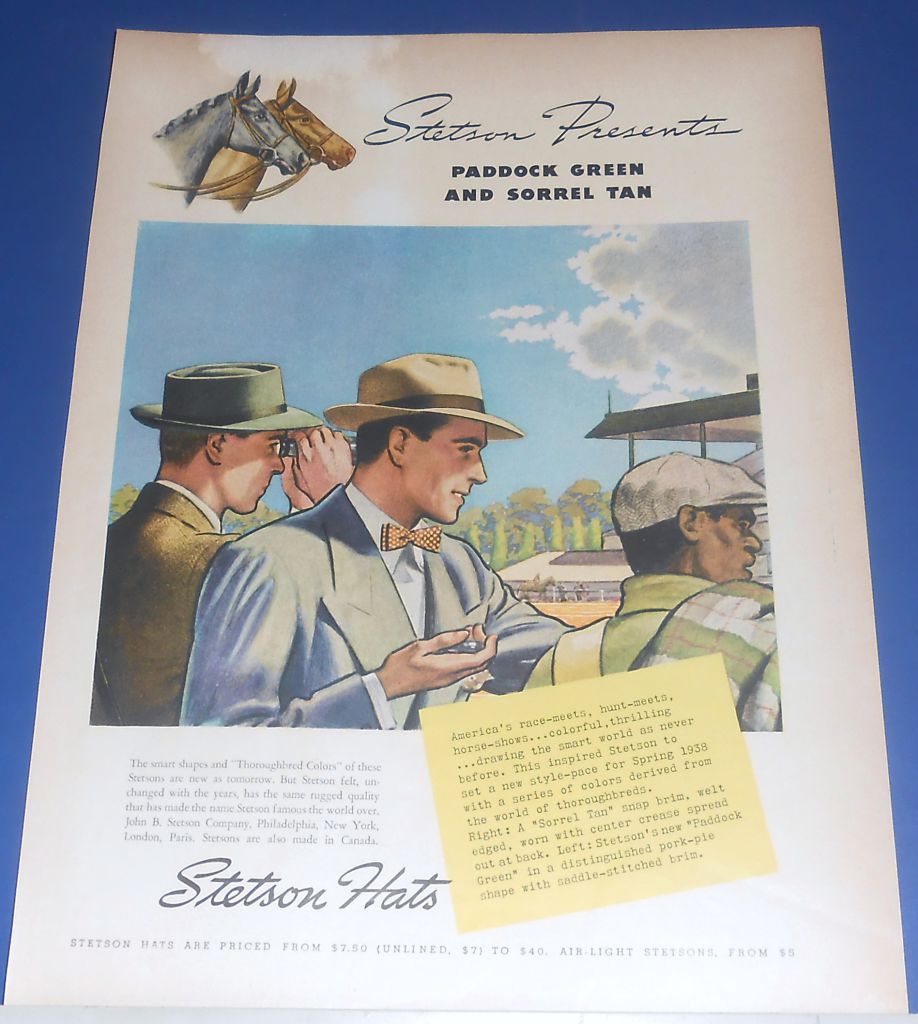 Stetson Presents
PADDOCK GREEN
AND SORREL TAN
America's race-meets, hunt-meets,
horse-shows...colorful,thrilling
...drawing the smart world as never
before. This inspired Stetson to
set a new style-pace for Spring 1938
with a series of colors derived from
the world of thoroughbreds.
Right: A "Sorrel Tan" snap brim, welt
edged, worn with center crease spread
out at back. Left: Stetson's new "Paddock
Green" in a distinguished pork-pie
shape with saddle-stitched brim.
The smart shapes and "Thoroughbred Colors" of these
Stetsons are new as tomorrow. But Stetson felt, un-
changed with the years, has the same rugged quality
that has made the name Stetson famous the world over.
John B. Stetson Company, Philadelphia, New York,
London, Paris. Stetsons are also made in Canada.
Stetson Hats
STETSON HATS ARE PRICED FROM $7.50 (UNLINED, $7) TO $40. AIR-LIGHT STETSONS, FROM $5